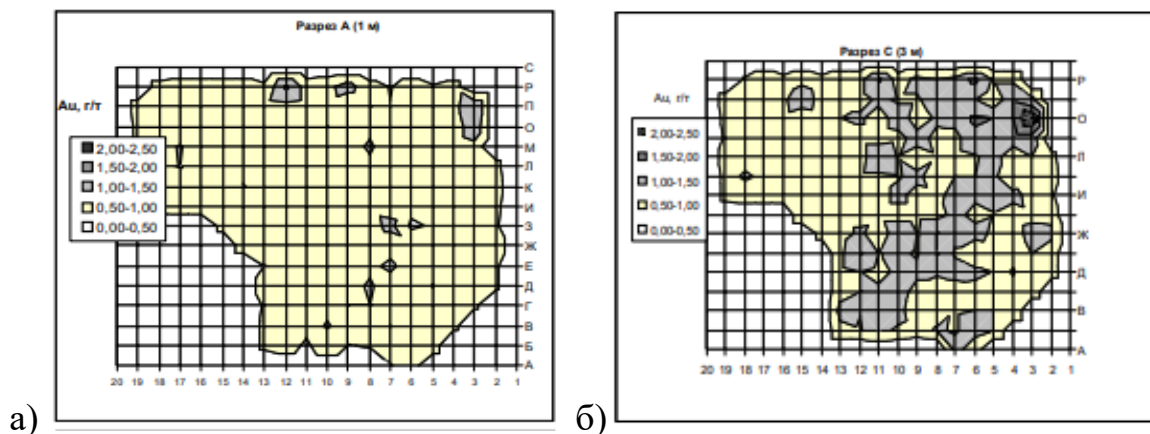 Разрез А (1 м)
Au, г/т
2,00-2,50
1,50-2,00
1,00-1,50
0,50-1,00
0,00-0,50
С
Р
П
О
М
Л
К
И
З
Ж
Е
Д
Г
В
Б
А
20 19 18 17 16 15 14 13 12 11 10 9 8 7 6 5 4 3 2 1
а)
Разрез С (3 м)
Au, г/т
2,00-2,50
1,50-2,00
1,00-1,50
0,50-1,00
0,00-0,50
Р
О
Л
И
Ж
Д
В
А
20 19 18 17 16 15 14 13 12 11 10 9 8 7 6 5 4 3 2 1
б)